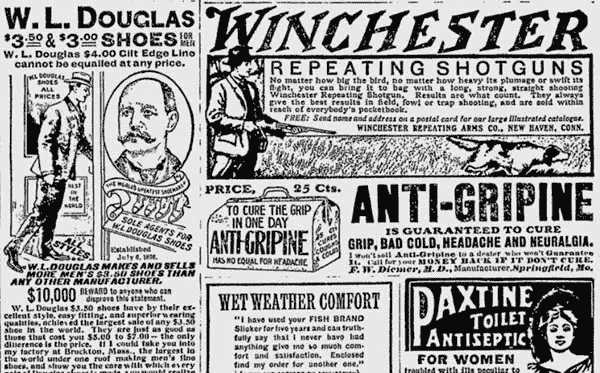 W. L. DOUGLAS
$3.50 & $3.00 SHOES FOR MEN
W. L. Douglas $4.00 Gilt Edge Line
cannot be equalled at any price.
W.L. DOUGLAS
SHOES
ALL
PRICES
BEST
IN THE
WORLD
THE WORLD'S GREATEST SHOEMAKER
SOLE AGENTS FOR
W.L. DOUGLAS SHOES
Established
July 6, 1876.
W. L. DOUGLAS MAKES AND SELLS
MORE MEN'S $3.50 SHOES THAN
ANY OTHER MANUFACTURER.
$10,000 REWARD to anyone who can
disprove this statement.
W. L. Douglas $3.50 shoes have by their ex-
cellent style, easy fitting, and superior wearing
qualities, achieved the largest sale of any $3.50
shoe in the world. They are just as good as
those that cost you $5.00 to $7.00 — the only
difference is the price. If I could take you into
my factory at Brockton, Mass., the largest in
the world under one roof making men's fine
shoes, and show you the care with which every
WINCHESTER
REPEATING SHOTGUNS
No matter how big the bird, no matter how heavy its plumage or swift its
flight, you can bring it to bag with a long, strong, straight shooting
Winchester Repeating Shotgun. Results are what count. They always
give the best results in field, fowl or trap shooting, and are sold within
reach of everybody's pocketbook.
FREE: Send name and address on a postal card for our large illustrated catalogue.
WINCHESTER REPEATING ARMS CO., NEW HAVEN, CONN.
PRICE, 25 Cts.
TO CURE THE GRIP
IN ONE DAY
ANTI-GRIPINE
HAS NO EQUAL FOR HEADACHE
ANTI-GRIPINE
IS GUARANTEED TO CURE
GRIP, BAD COLD, HEADACHE AND NEURALGIA.
I won't sell Anti-Gripine to a dealer who won't Guarantee
It. Call for your MONEY BACK IF IT DON'T CURE.
F. W. Diemer, M.D., Manufacturer, Springfield, Mo.
WET WEATHER COMFORT
"I have used your FISH BRAND
Slicker for five years and can truth-
fully say that I never have had
anything give me so much com-
fort and satisfaction. Enclosed
find my order for another one."
PAXTINE
TOILET
ANTISEPTIC
FOR WOMEN
troubled with ills peculiar to